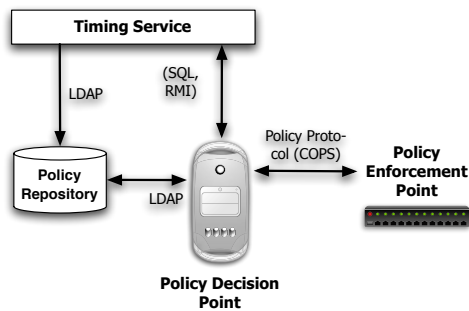 Timing Service
LDAP
(SQL,
RMI)
Policy
Repository
LDAP
Policy Proto-
col (COPS)
Policy
Enforcement
Point
Policy Decision
Point